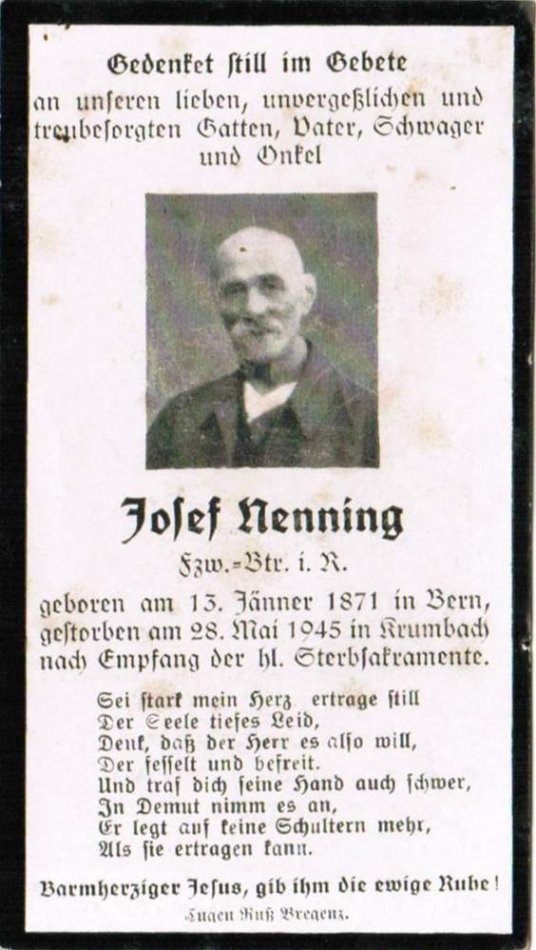 Gedenket still im Gebete
an unseren lieben, unvergeßlichen und
treubesorgten Gatten, Vater, Schwager
und Onkel
Josef Nenning
Fzw.=Btr. i. R.
geboren am 13. Jänner 1871 in Bern,
gestorben am 28. Mai 1945 in Krumbach
nach Empfang der hl. Sterbsakramente.
Sei stark mein Herz ertrage still
Der Seele tiefes Leid,
Denk, daß der Herr es also will,
Der fesselt und befreit.
Und traf dich seine Hand auch schwer,
In Demut nimm es an,
Er legt auf keine Schultern mehr,
Als sie ertragen kann.
Barmherziger Jesus, gib ihm die ewige Ruhe!
Eugen Ruß Bregenz.